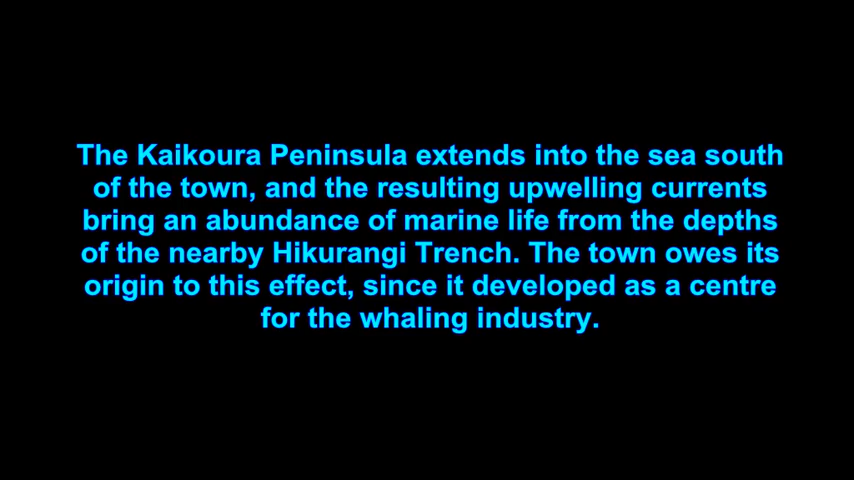 The Kaikoura Peninsula extends into the sea south
of the town, and the resulting upwelling currents
bring an abundance of marine life from the depths
of the nearby Hikurangi Trench. The town owes its
origin to this effect, since it developed as a centre
for the whaling industry.